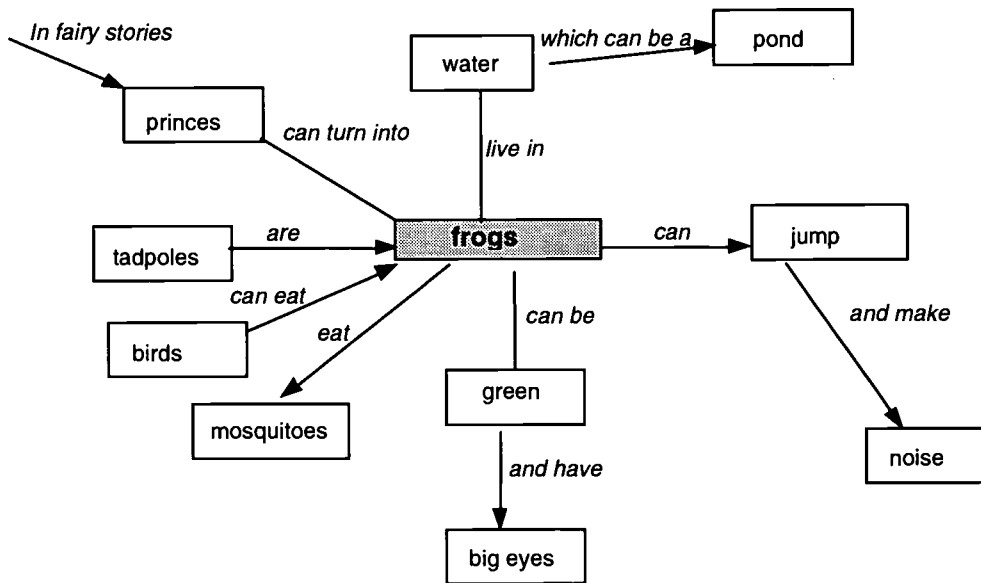 In fairy stories
which can be a
pond
water
princes
can turn into
live in
are
frogs
can
jump
tadpoles
can eat
birds
eat
can be
and make
green
mosquitoes
noise
and have
big eyes